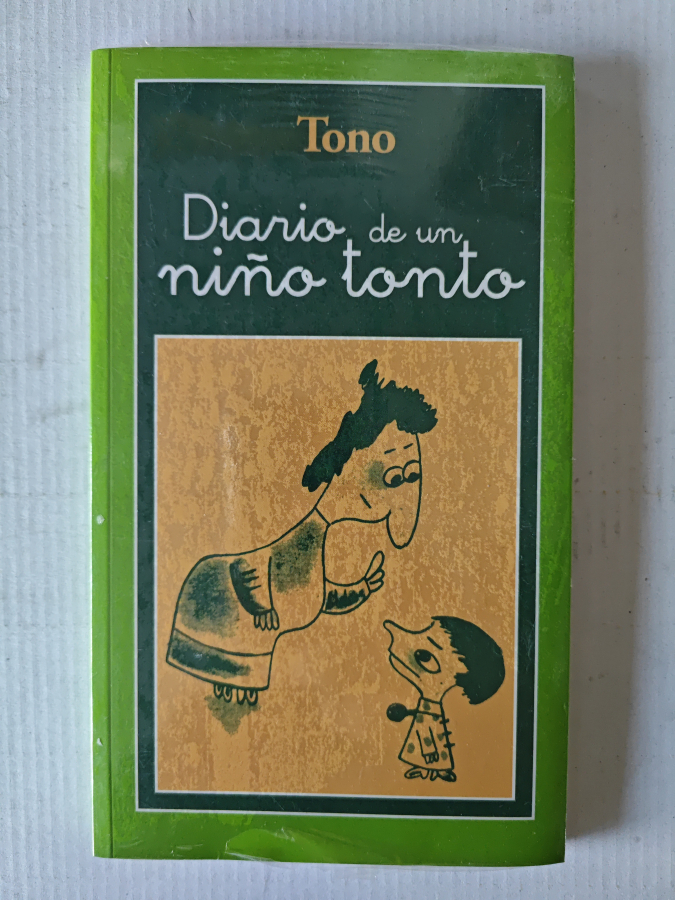 Tono
Diario de un
niño tonto